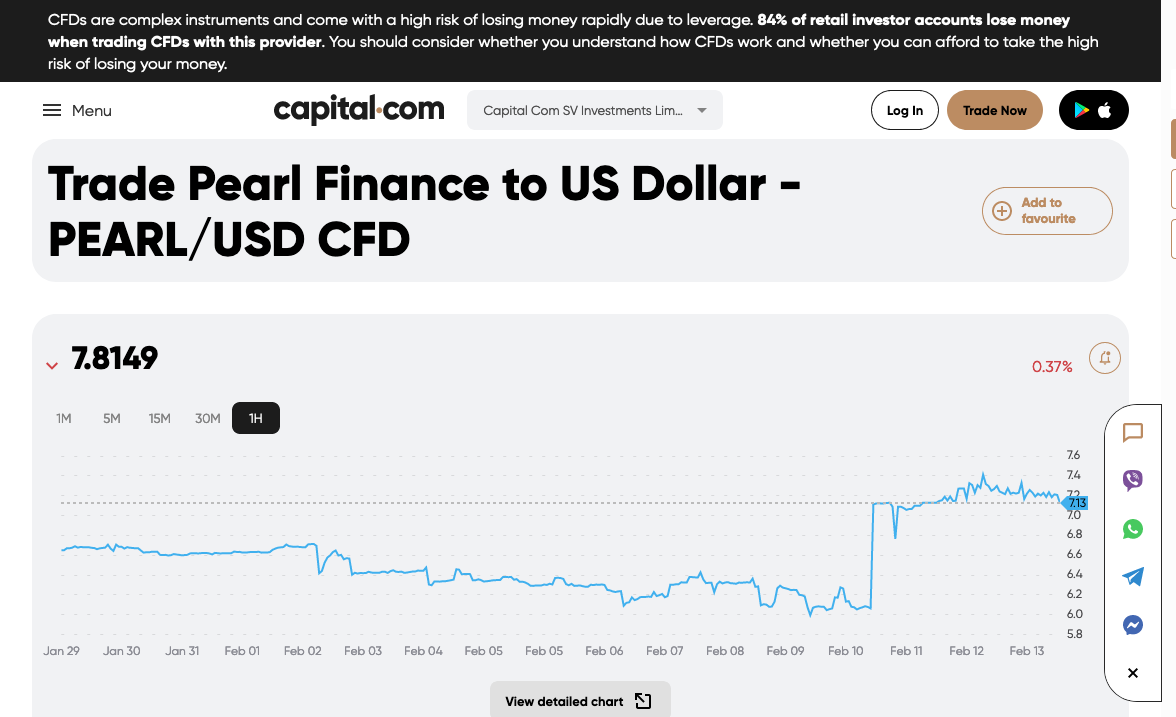 CFDs are complex instruments and come with a high risk of losing money rapidly due to leverage. 84% of retail investor accounts lose money
when trading CFDs with this provider. You should consider whether you understand how CFDs work and whether you can afford to take the high
risk of losing your money.
Menu
capital.com
Capital Com SV Investments Lim...
Log In
Trade Now
Trade Pearl Finance to US Dollar -
PEARL/USD CFD
Add to
favourite
7.8149
0.37%
1M 5M 15M 30M 1H
7.6
7.4
7.2
7.13
7.0
6.8
6.6
6.4
6.2
6.0
5.8
Jan 29 Jan 30 Jan 31 Feb 01 Feb 02 Feb 03 Feb 04 Feb 05 Feb 05 Feb 06 Feb 07 Feb 08 Feb 09 Feb 10 Feb 11 Feb 12 Feb 13
View detailed chart